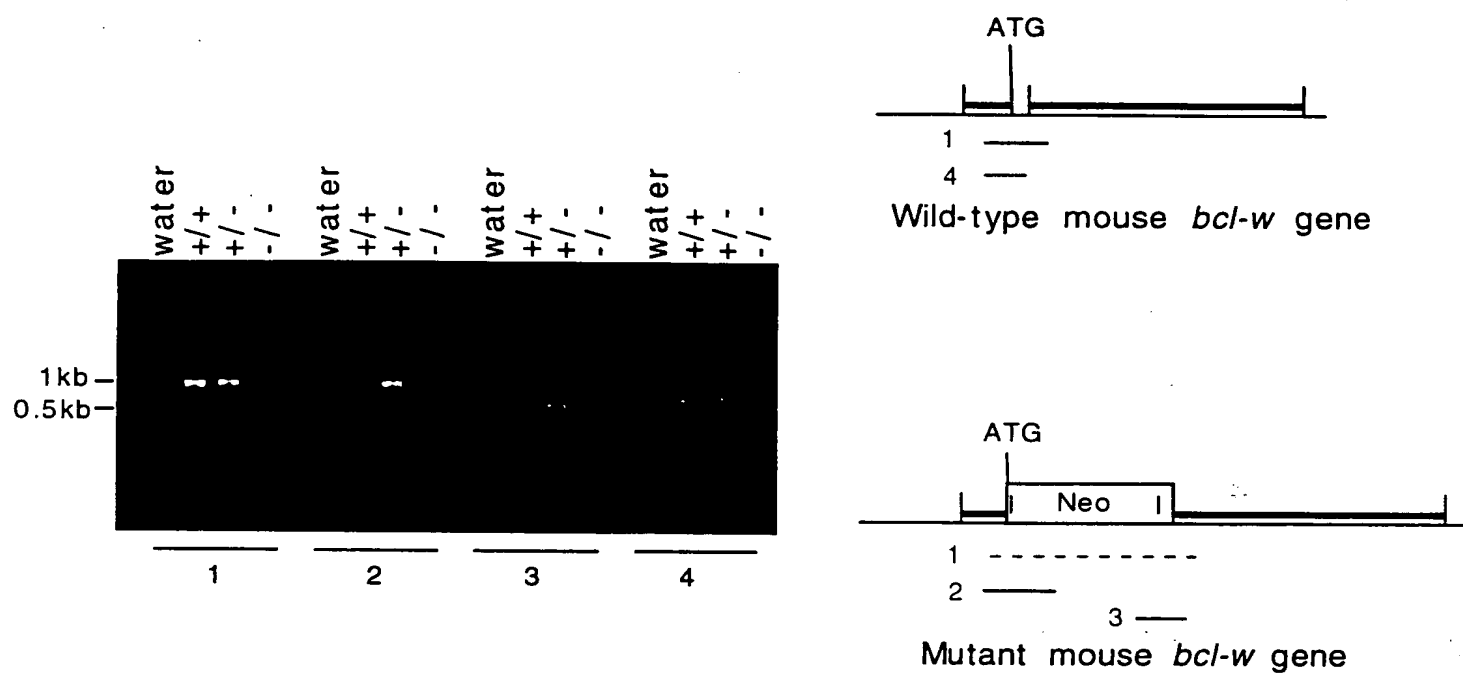 water
+/+
+/-
-/-
water
+/+
+/-
-/-
water
+/+
+/-
-/-
water
+/+
+/-
-/-
1kb
0.5kb
1
2
3
4
ATG
1
4
Wild-type mouse bcl-w gene
ATG
Neo
1
2
3
Mutant mouse bcl-w gene